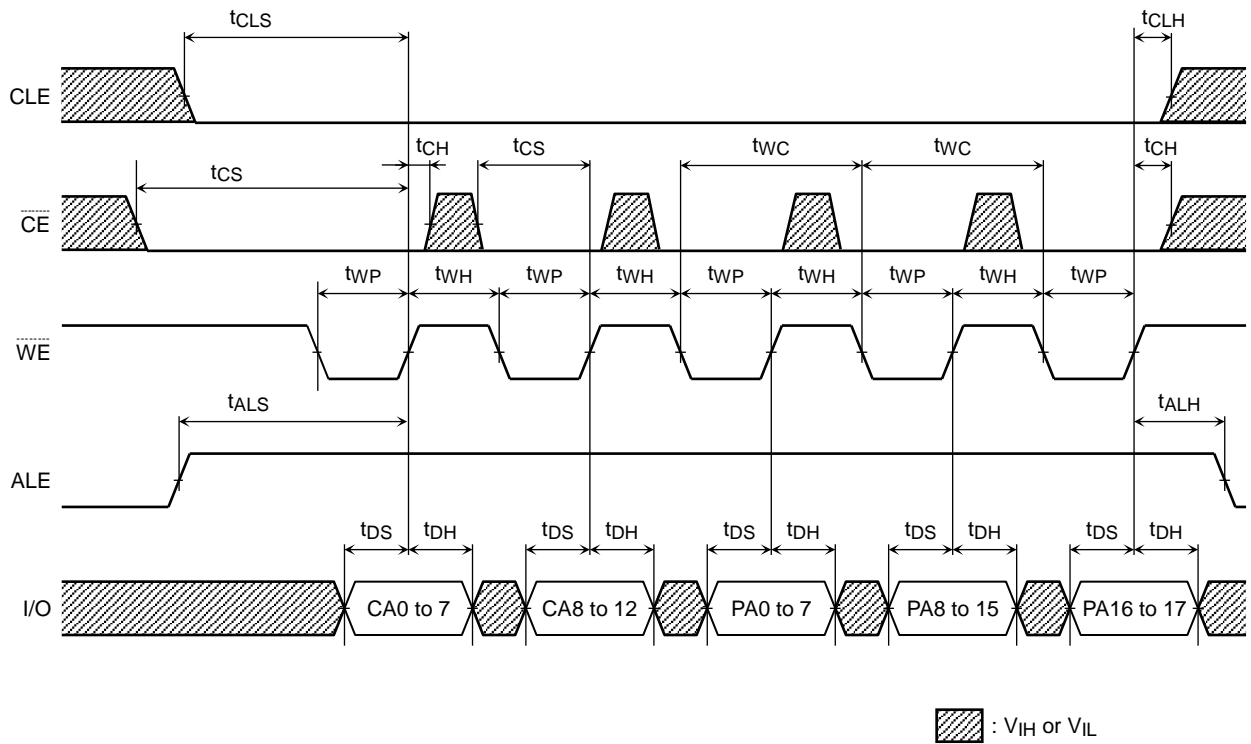 tCLS tCLH
CLE
tCH tCS tWC tWC tCH
tCS
CE
tWP tWH tWP tWH tWP tWH tWP tWH tWP
WE
tALS tALH
ALE
tDS tDH tDS tDH tDS tDH tDS tDH tDS tDH
I/O CA0 to 7 CA8 to 12 PA0 to 7 PA8 to 15 PA16 to 17
: VIH or VIL